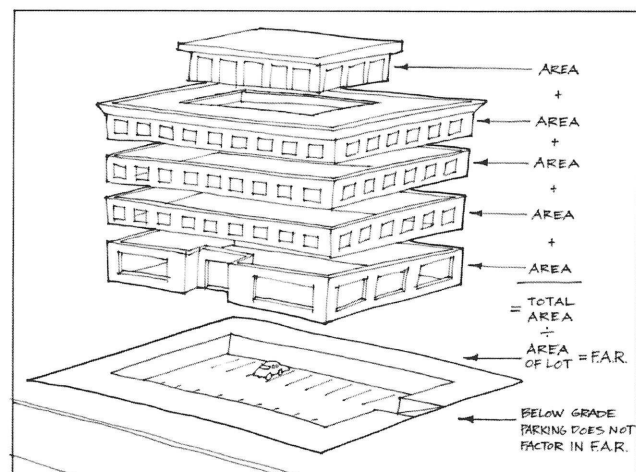 AREA
+
AREA
+
AREA
+
AREA
+
AREA
= TOTAL
AREA
÷
AREA
OF LOT = F.A.R.
BELOW GRADE
PARKING DOES NOT
FACTOR IN F.A.R.